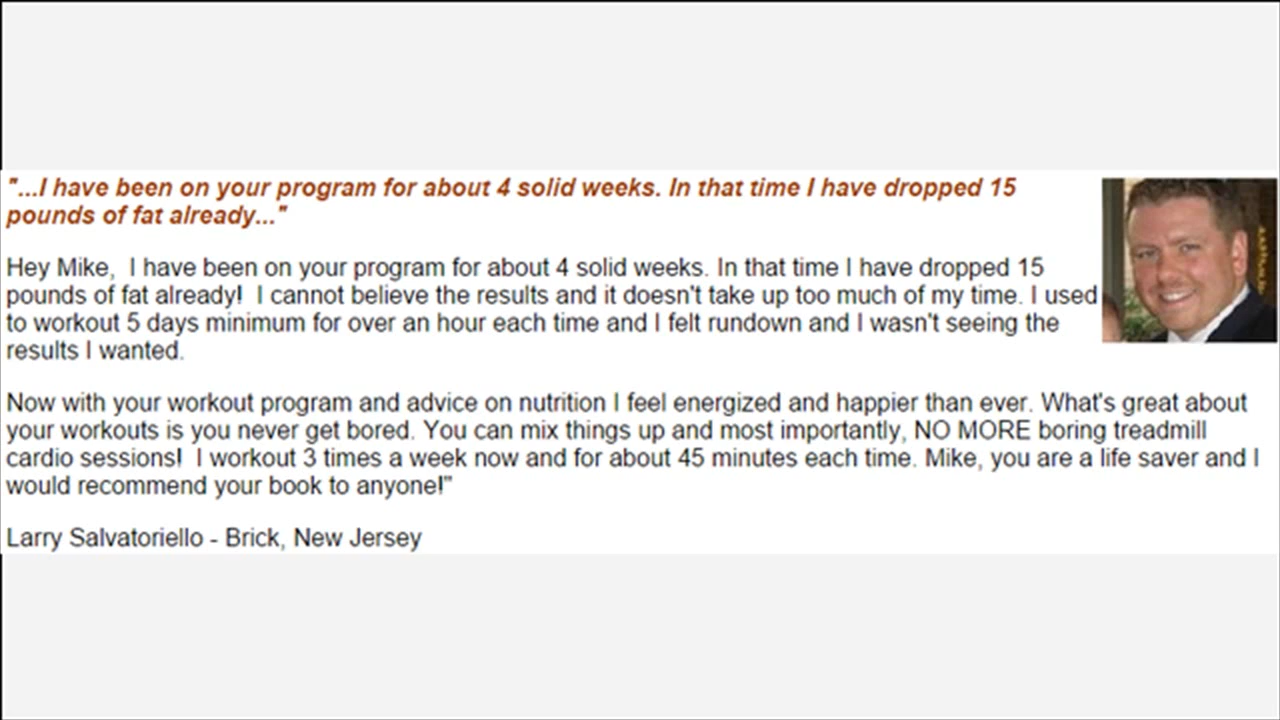 "...I have been on your program for about 4 solid weeks. In that time I have dropped 15
pounds of fat already..."
Hey Mike,  I have been on your program for about 4 solid weeks. In that time I have dropped 15
pounds of fat already!  I cannot believe the results and it doesn't take up too much of my time. I used
to workout 5 days minimum for over an hour each time and I felt rundown and I wasn't seeing the
results I wanted.
Now with your workout program and advice on nutrition I feel energized and happier than ever. What's great about
your workouts is you never get bored. You can mix things up and most importantly, NO MORE boring treadmill
cardio sessions!  I workout 3 times a week now and for about 45 minutes each time. Mike, you are a life saver and I
would recommend your book to anyone!"
Larry Salvatoriello - Brick, New Jersey